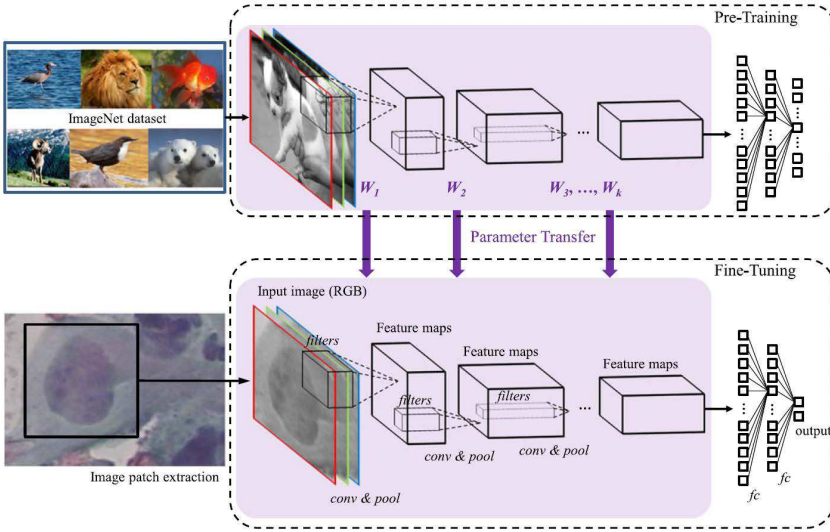 Pre-Training
ImageNet dataset
W1
W2
W3, ..., Wk
Parameter Transfer
Fine-Tuning
Input image (RGB)
filters
Feature maps
Feature maps
Feature maps
filters
filters
...
...
conv & pool
conv & pool
conv & pool
output
fc
fc
Image patch extraction